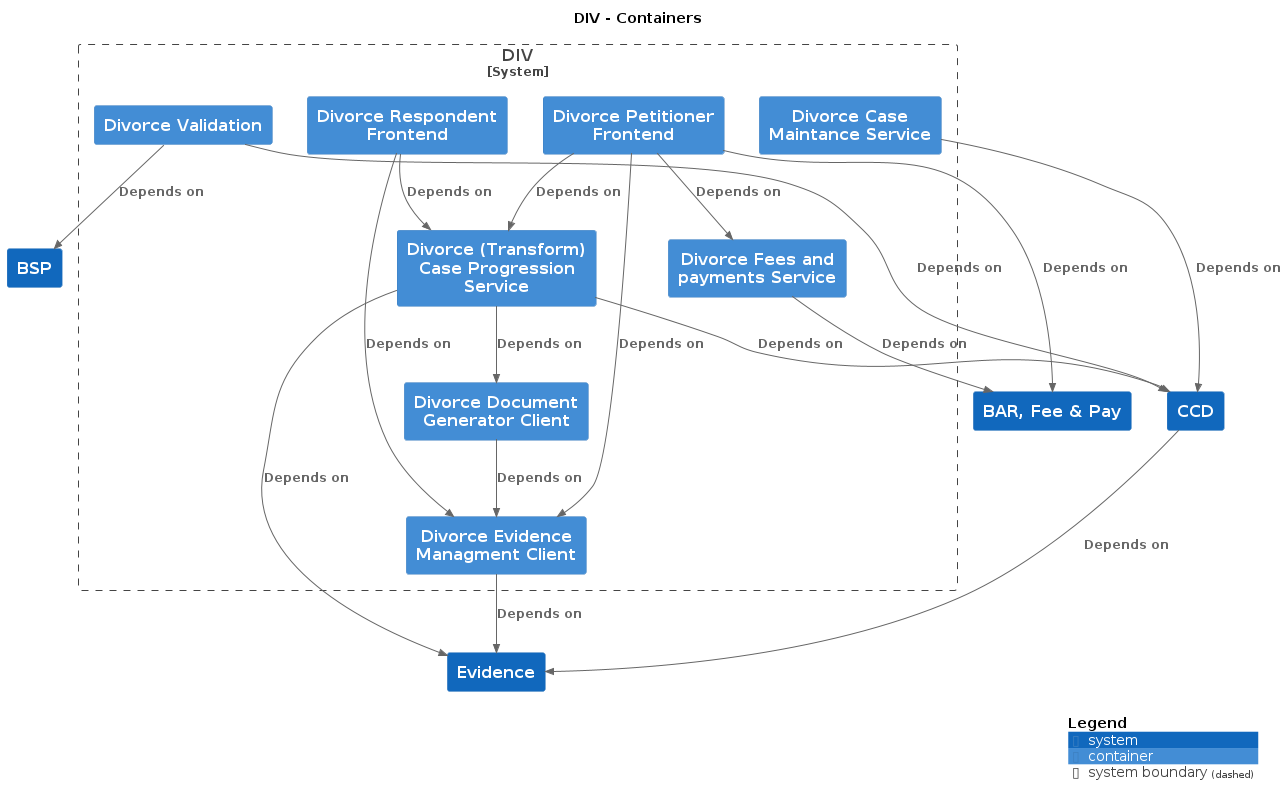 DIV - Containers
DIV
[System]
Divorce Validation
Divorce Respondent
Frontend
Divorce Petitioner
Frontend
Divorce Case
Maintance Service
Depends on
Depends on
Depends on
Depends on
Divorce (Transform)
Case Progression
Service
Divorce Fees and
payments Service
BSP
Depends on
Depends on
Depends on
Depends on
Depends on
Depends on
Depends on
Depends on
Divorce Document
Generator Client
BAR, Fee & Pay
CCD
Depends on
Depends on
Divorce Evidence
Managment Client
Depends on
Depends on
Evidence
Legend
system
container
system boundary (dashed)